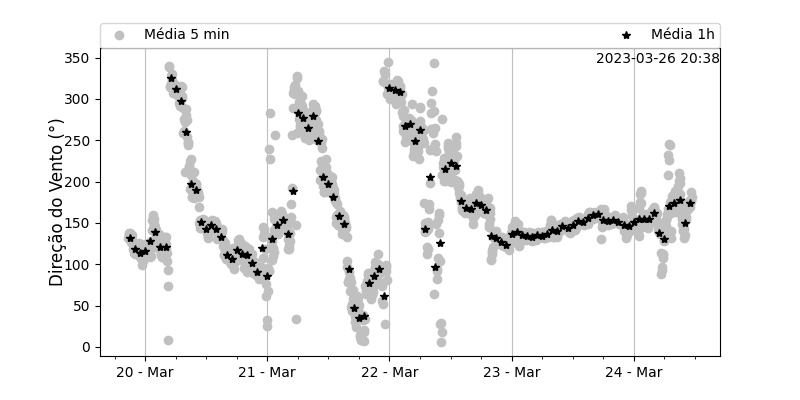 Média 5 min
Média 1h
2023-03-26 20:38
Direção do Vento (°)
350
300
250
200
150
100
50
0
20 - Mar
21 - Mar
22 - Mar
23 - Mar
24 - Mar